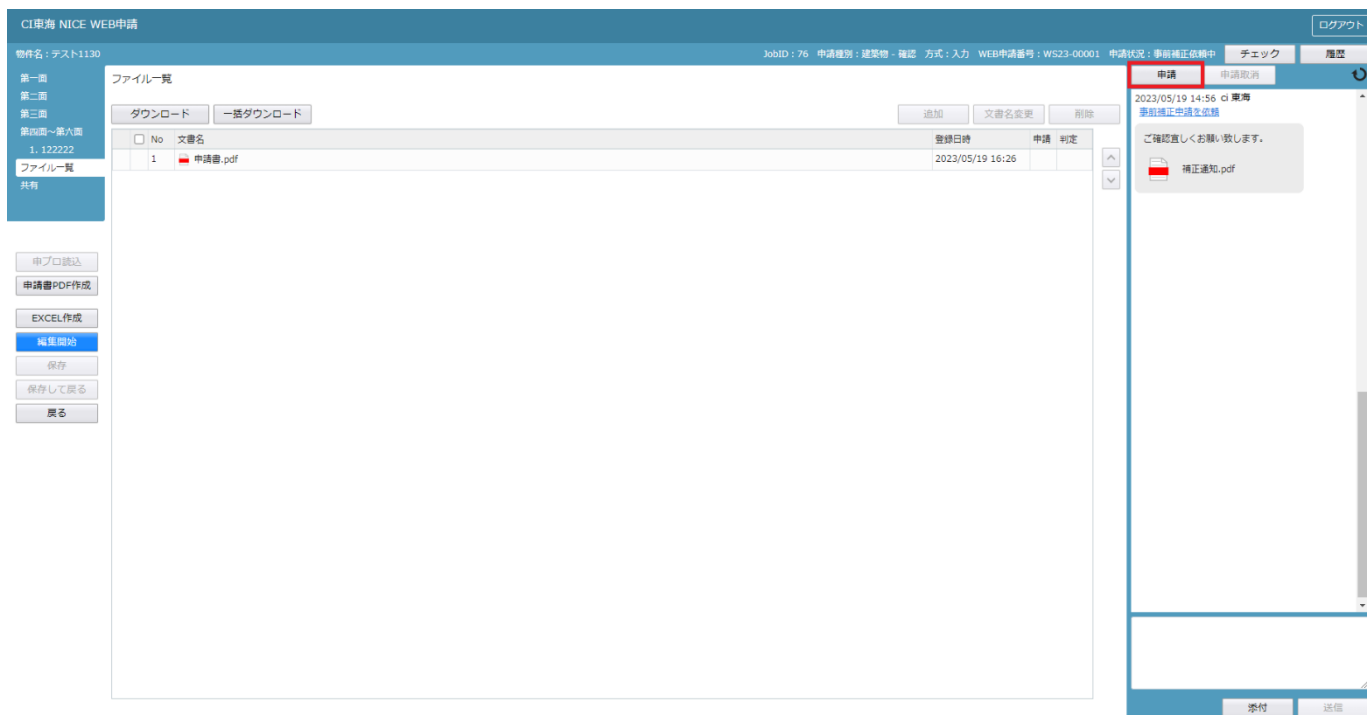 CI東海 NICE WEB申請
ログアウト
物件名：テスト1130
JobID：76 申請種別：建築物 - 確認 方式：入力 WEB申請番号：WS23-00001 申請状況：事前補正依頼中
チェック
履歴
第一面
第二面
第三面
第四面～第六面
1. 122222
ファイル一覧
共有
申プロ読込
申請書PDF作成
EXCEL作成
編集開始
保存
保存して戻る
戻る
ファイル一覧
ダウンロード
一括ダウンロード
追加
文書名変更
削除
No 文書名 登録日時 申請 判定
1 申請書.pdf 2023/05/19 16:26
申請
申請取消
2023/05/19 14:56 ci 東海
事前補正申請を依頼
ご確認宜しくお願い致します。
補正通知.pdf
添付
送信